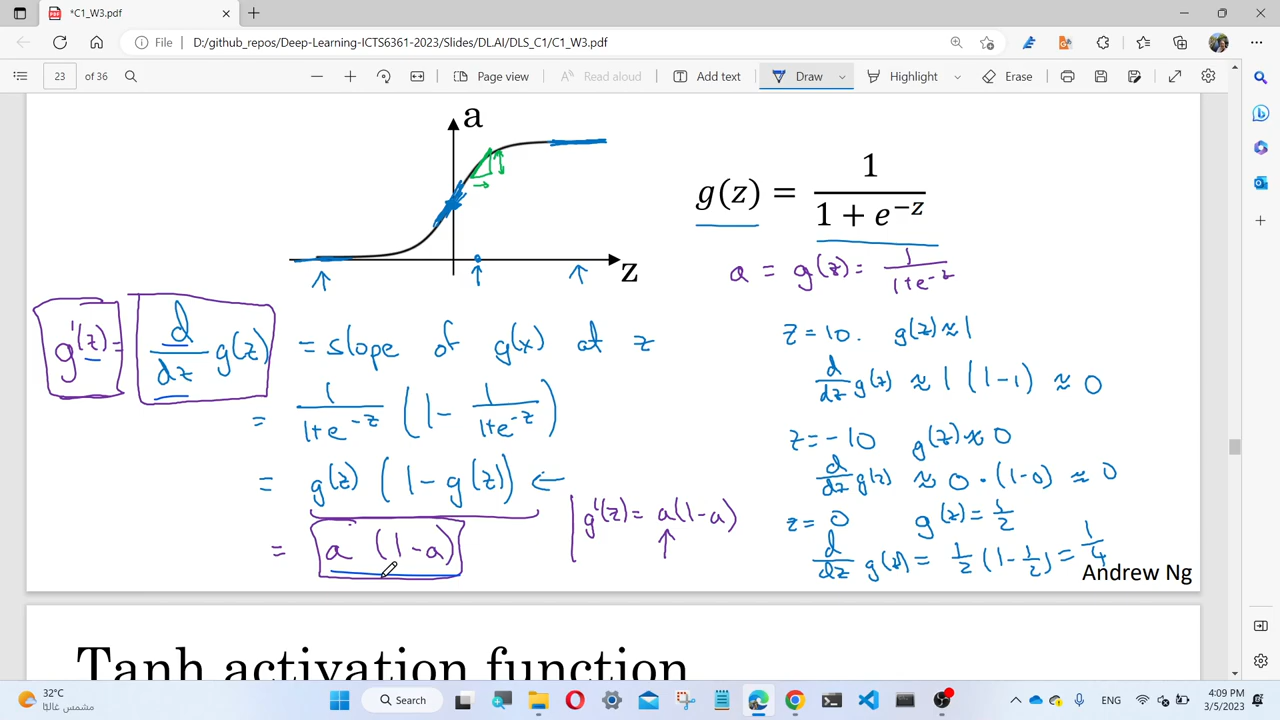 *C1_W3.pdf
File D:/github_repos/Deep-Learning-ICTS6361-2023/Slides/DL.AI/DLS_C1/C1_W3.pdf
23 of 36 Page view Read aloud Add text Draw Highlight Erase
a
z
g(z) = 1 / (1 + e^{-z})
a = g(z) = 1 / (1+e^{-z})
g'(z) = d/dz g(z) = slope of g(x) at z
= 1/(1+e^{-z}) (1 - 1/(1+e^{-z}))
= g(z) (1 - g(z)) ←
= a (1-a)
g'(z) = a(1-a)
z = 10. g(z) ≈ 1
d/dz g(z) ≈ 1 (1-1) ≈ 0
z = -10 g(z) ≈ 0
d/dz g(z) ≈ 0 · (1-0) ≈ 0
z = 0 g(z) = 1/2
d/dz g(z) = 1/2 (1 - 1/2) = 1/4
Andrew Ng
Tanh activation function
32°C
مشمس غالبًا
Search
ENG
4:09 PM
3/5/2023